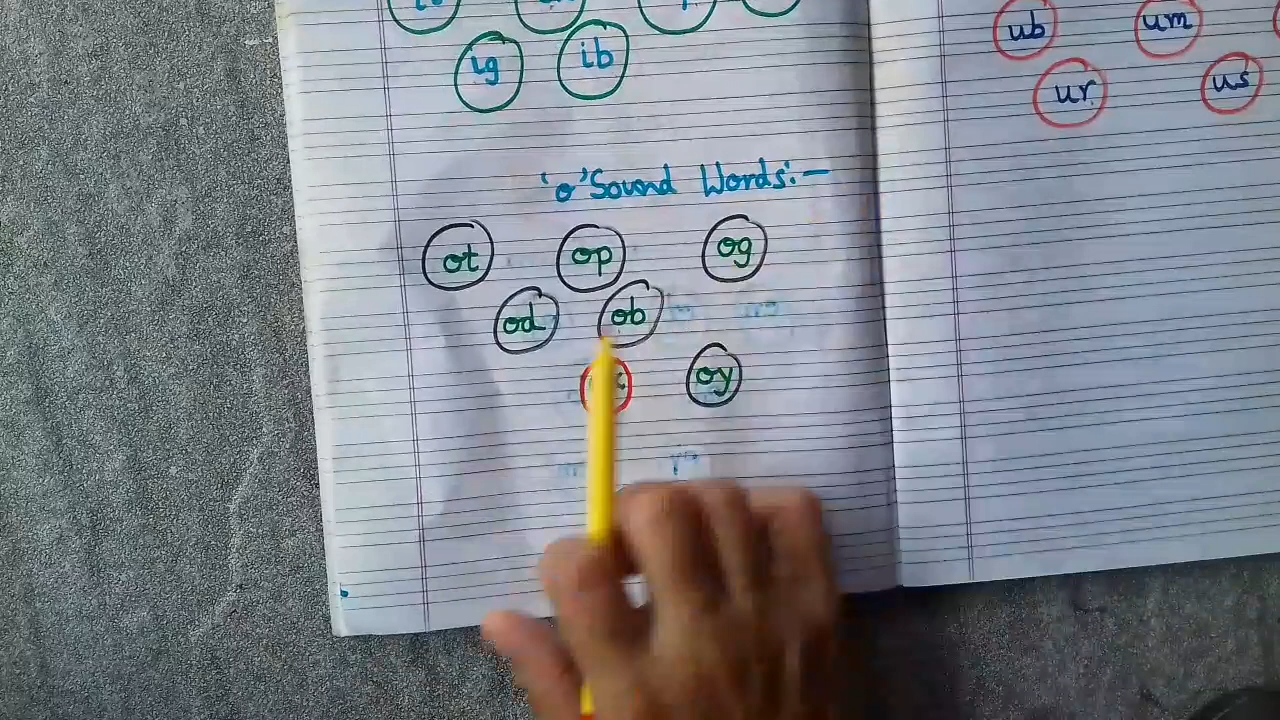 ig ib
'o' Sound Words:-
ot op og
od ob
oy
ub um
ur us